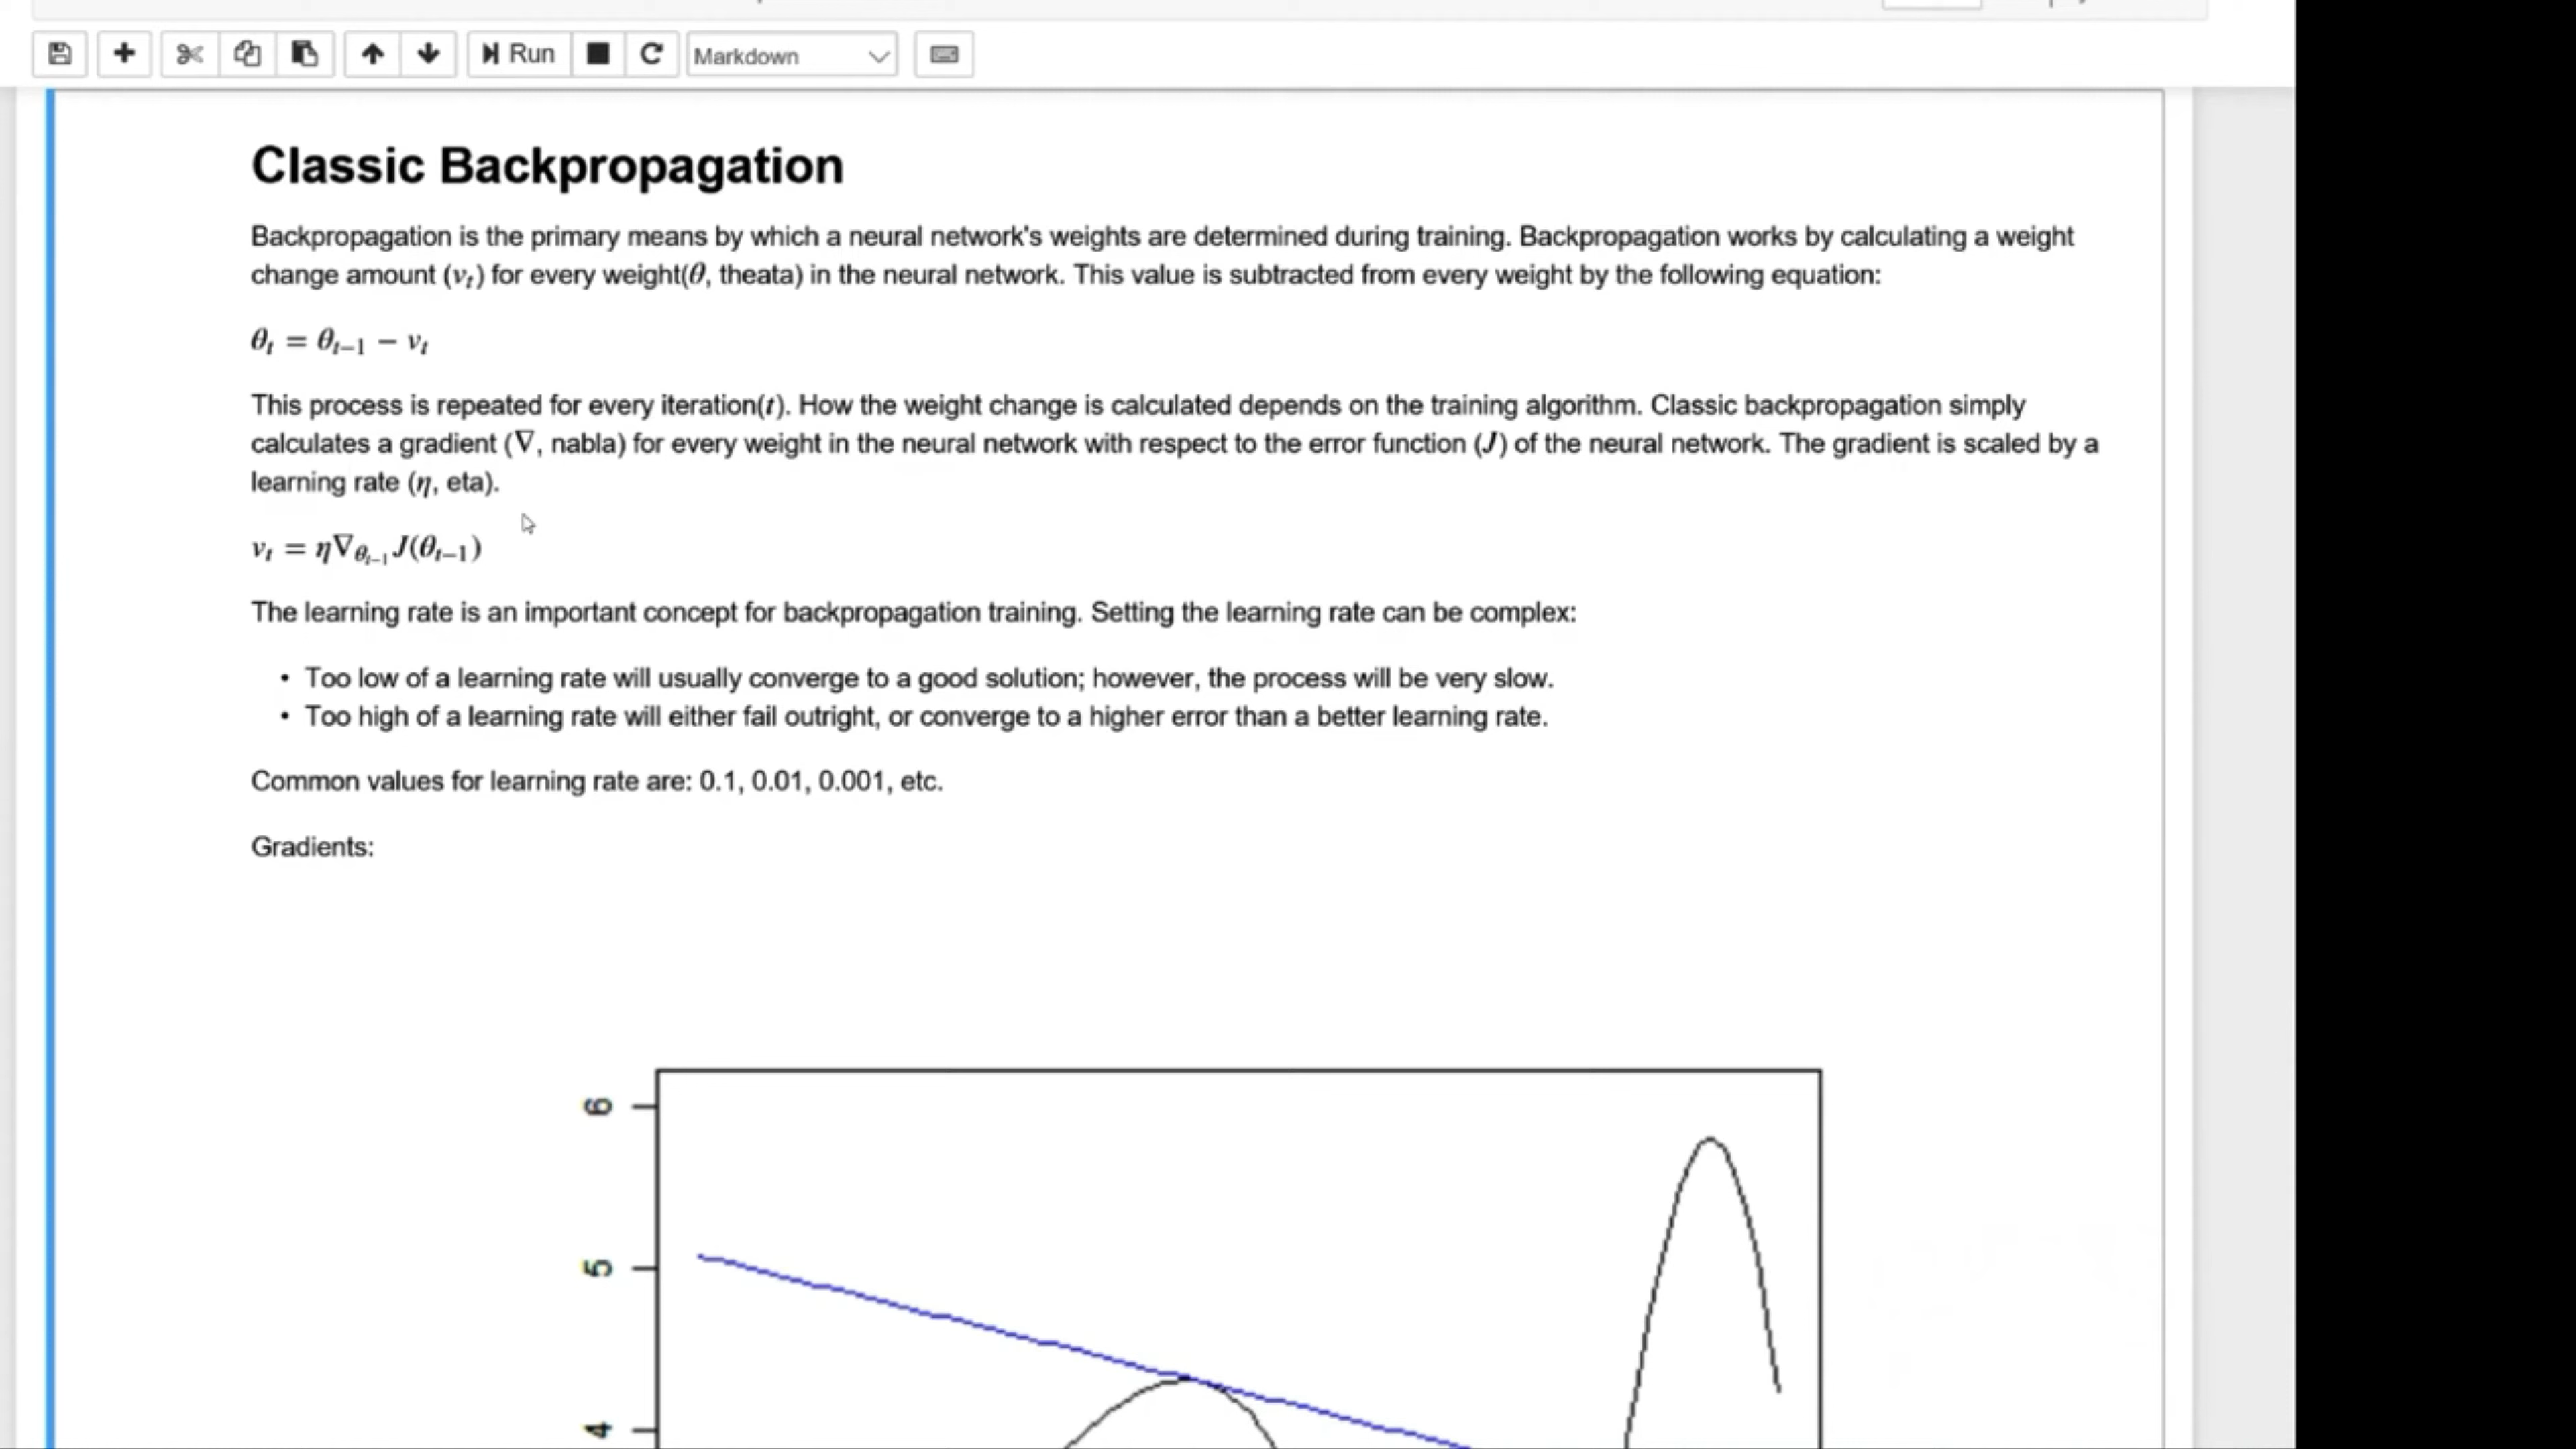 Run
Markdown
Classic Backpropagation
Backpropagation is the primary means by which a neural network's weights are determined during training. Backpropagation works by calculating a weight
change amount (vₜ) for every weight(θ, theata) in the neural network. This value is subtracted from every weight by the following equation:
θₜ = θₜ₋₁ − vₜ
This process is repeated for every iteration(t). How the weight change is calculated depends on the training algorithm. Classic backpropagation simply
calculates a gradient (∇, nabla) for every weight in the neural network with respect to the error function (J) of the neural network. The gradient is scaled by a
learning rate (η, eta).
vₜ = η∇_θₜ₋₁ J(θₜ₋₁)
The learning rate is an important concept for backpropagation training. Setting the learning rate can be complex:
• Too low of a learning rate will usually converge to a good solution; however, the process will be very slow.
• Too high of a learning rate will either fail outright, or converge to a higher error than a better learning rate.
Common values for learning rate are: 0.1, 0.01, 0.001, etc.
Gradients:
6
5
4